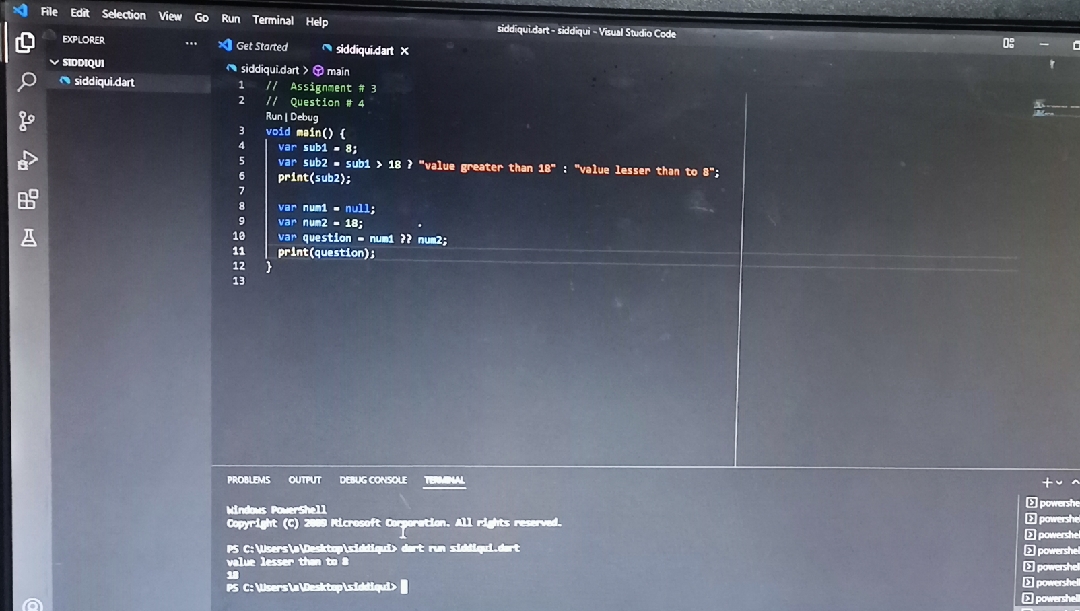 File Edit Selection View Go Run Terminal Help
siddiqui.dart - siddiqui - Visual Studio Code
EXPLORER ...
Get Started siddiqui.dart
SIDDIQUI
siddiqui.dart
siddiqui.dart > main
1 // Assignment # 3
2 // Question # 4
Run | Debug
3 void main() {
4 var sub1 = 8;
5 var sub2 = sub1 > 18 ? "value greater than 18" : "value lesser than to 8";
6 print(sub2);
7
8 var num1 = null;
9 var num2 = 18;
10 var question = num1 ?? num2;
11 print(question);
12 }
13
PROBLEMS OUTPUT DEBUG CONSOLE TERMINAL
Windows PowerShell
Copyright (C) 2009 Microsoft Corporation. All rights reserved.
PS C:\Users\a\Desktop\siddiqui> dart run siddiqui.dart
value lesser than to 8
18
PS C:\Users\a\Desktop\siddiqui>
powershe
powershe
powershel
powershel
powershel
powershell
powershell